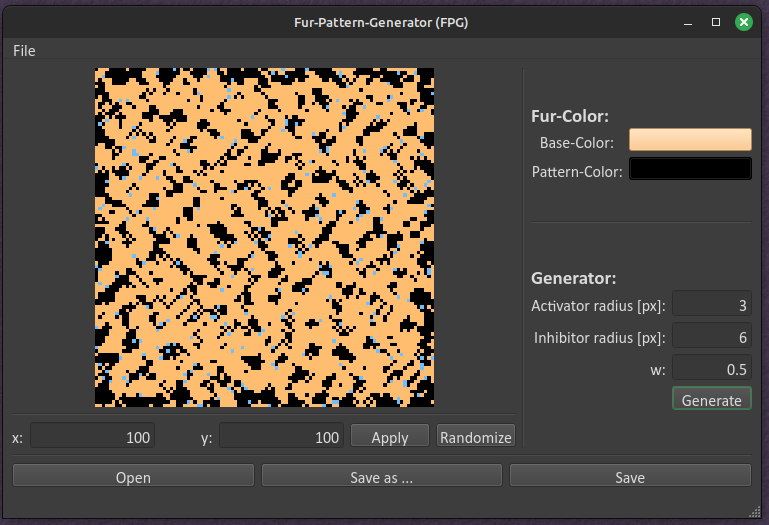 Fur-Pattern-Generator (FPG)
File
Fur-Color:
Base-Color:
Pattern-Color:
Generator:
Activator radius [px]: 3
Inhibitor radius [px]: 6
w: 0.5
Generate
x: 100 y: 100 Apply Randomize
Open Save as ... Save